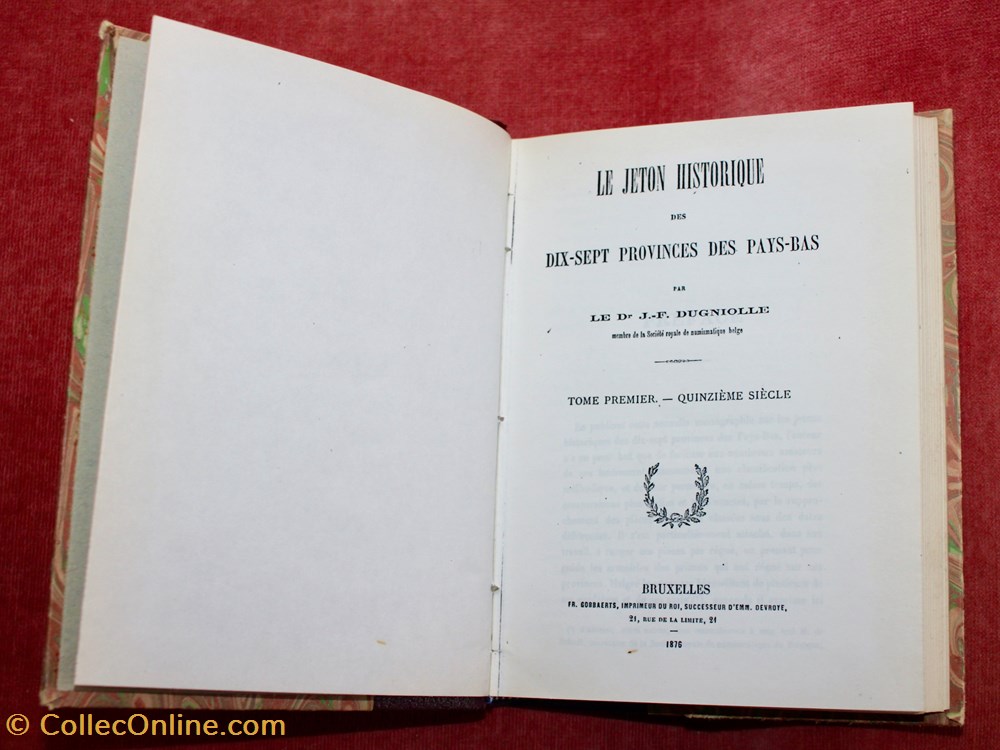 LE JETON HISTORIQUE
DES
DIX-SEPT PROVINCES DES PAYS-BAS
PAR
LE Dr J.-F. DUGNIOLLE
membre de la Société royale de numismatique belge
TOME PREMIER. — QUINZIÈME SIÈCLE
BRUXELLES
FR. GOBBAERTS, IMPRIMEUR DU ROI, SUCCESSEUR D'EMM. DEVROYE,
21, RUE DE LA LIMITE, 21
—
1876
© CollecOnline.com